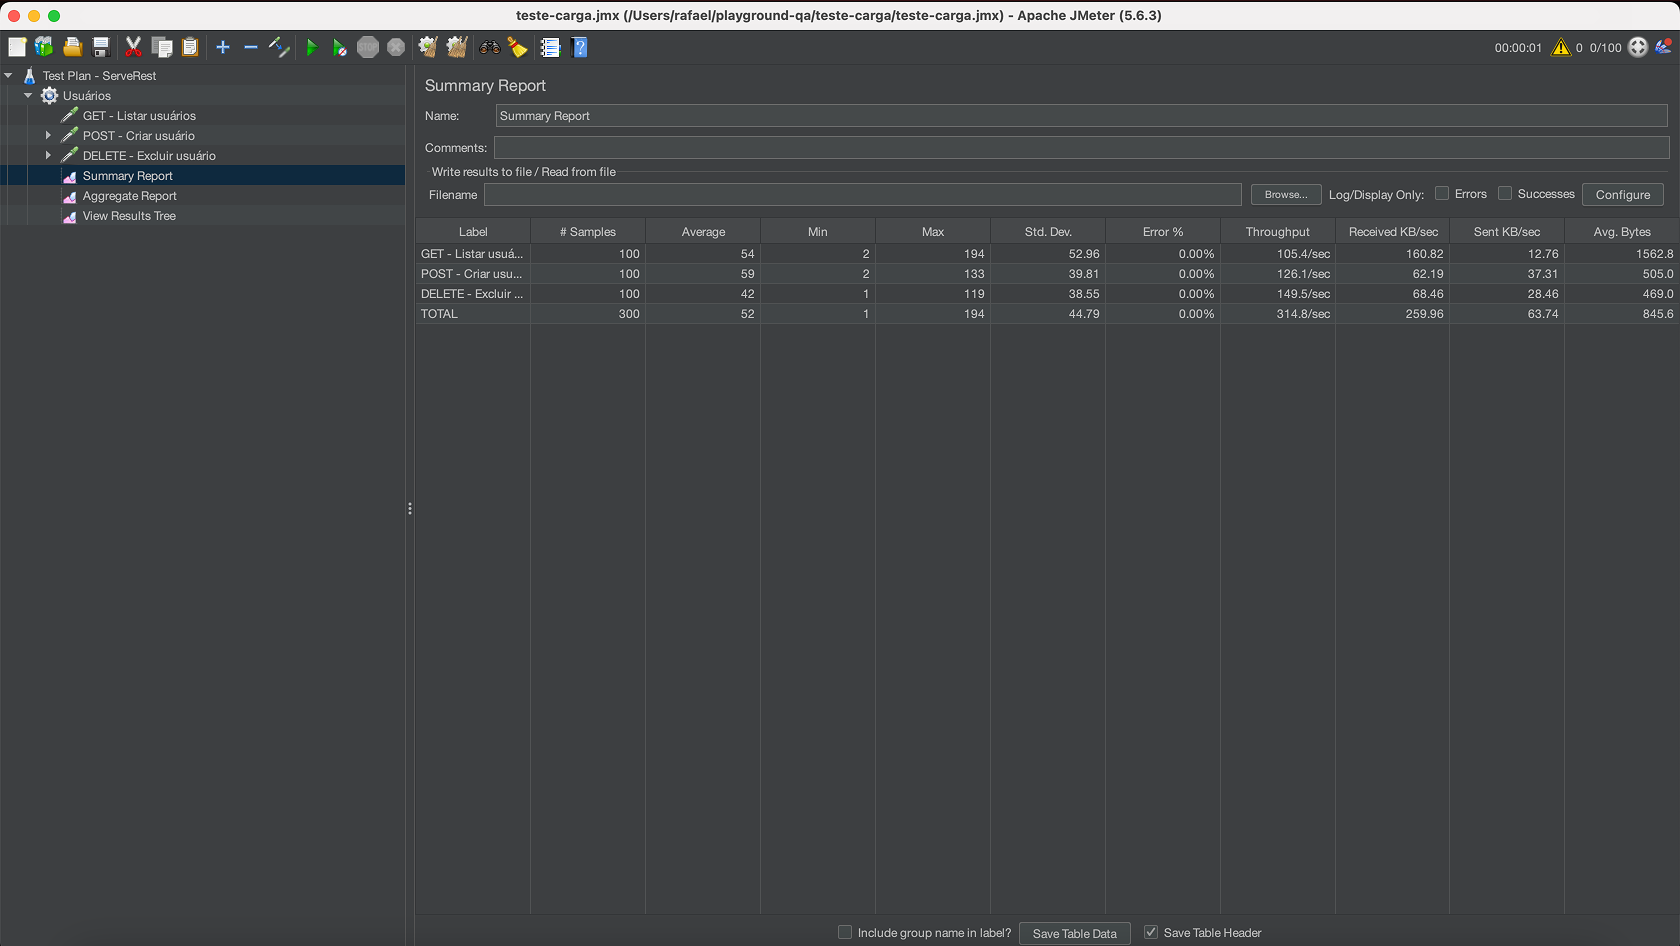 teste-carga.jmx (/Users/rafael/playground-qa/teste-carga/teste-carga.jmx) - Apache JMeter (5.6.3)
STOP
?
00:00:01 0 0/100
Test Plan - ServeRest
Usuários
GET - Listar usuários
POST - Criar usuário
DELETE - Excluir usuário
Summary Report
Aggregate Report
View Results Tree
Summary Report
Name: Summary Report
Comments:
Write results to file / Read from file
Filename Browse... Log/Display Only: Errors Successes Configure
Label # Samples Average Min Max Std. Dev. Error % Throughput Received KB/sec Sent KB/sec Avg. Bytes
GET - Listar usuá... 100 54 2 194 52.96 0.00% 105.4/sec 160.82 12.76 1562.8
POST - Criar usu... 100 59 2 133 39.81 0.00% 126.1/sec 62.19 37.31 505.0
DELETE - Excluir ... 100 42 1 119 38.55 0.00% 149.5/sec 68.46 28.46 469.0
TOTAL 300 52 1 194 44.79 0.00% 314.8/sec 259.96 63.74 845.6
Include group name in label? Save Table Data Save Table Header